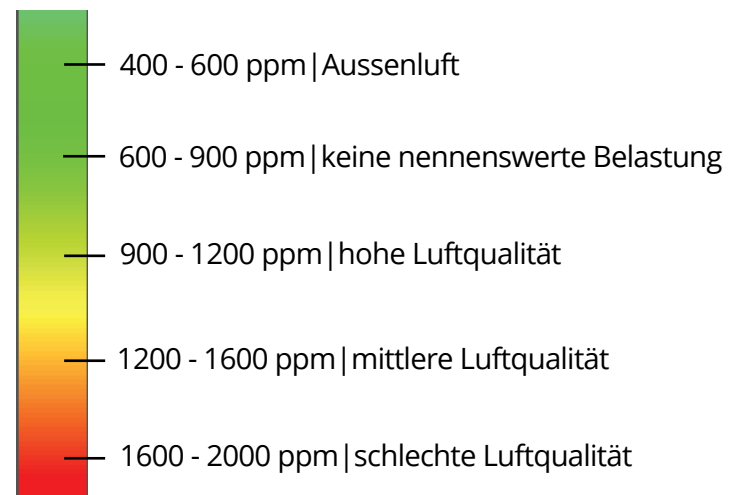 400 - 600 ppm|Aussenluft
600 - 900 ppm|keine nennenswerte Belastung
900 - 1200 ppm|hohe Luftqualität
1200 - 1600 ppm|mittlere Luftqualität
1600 - 2000 ppm|schlechte Luftqualität